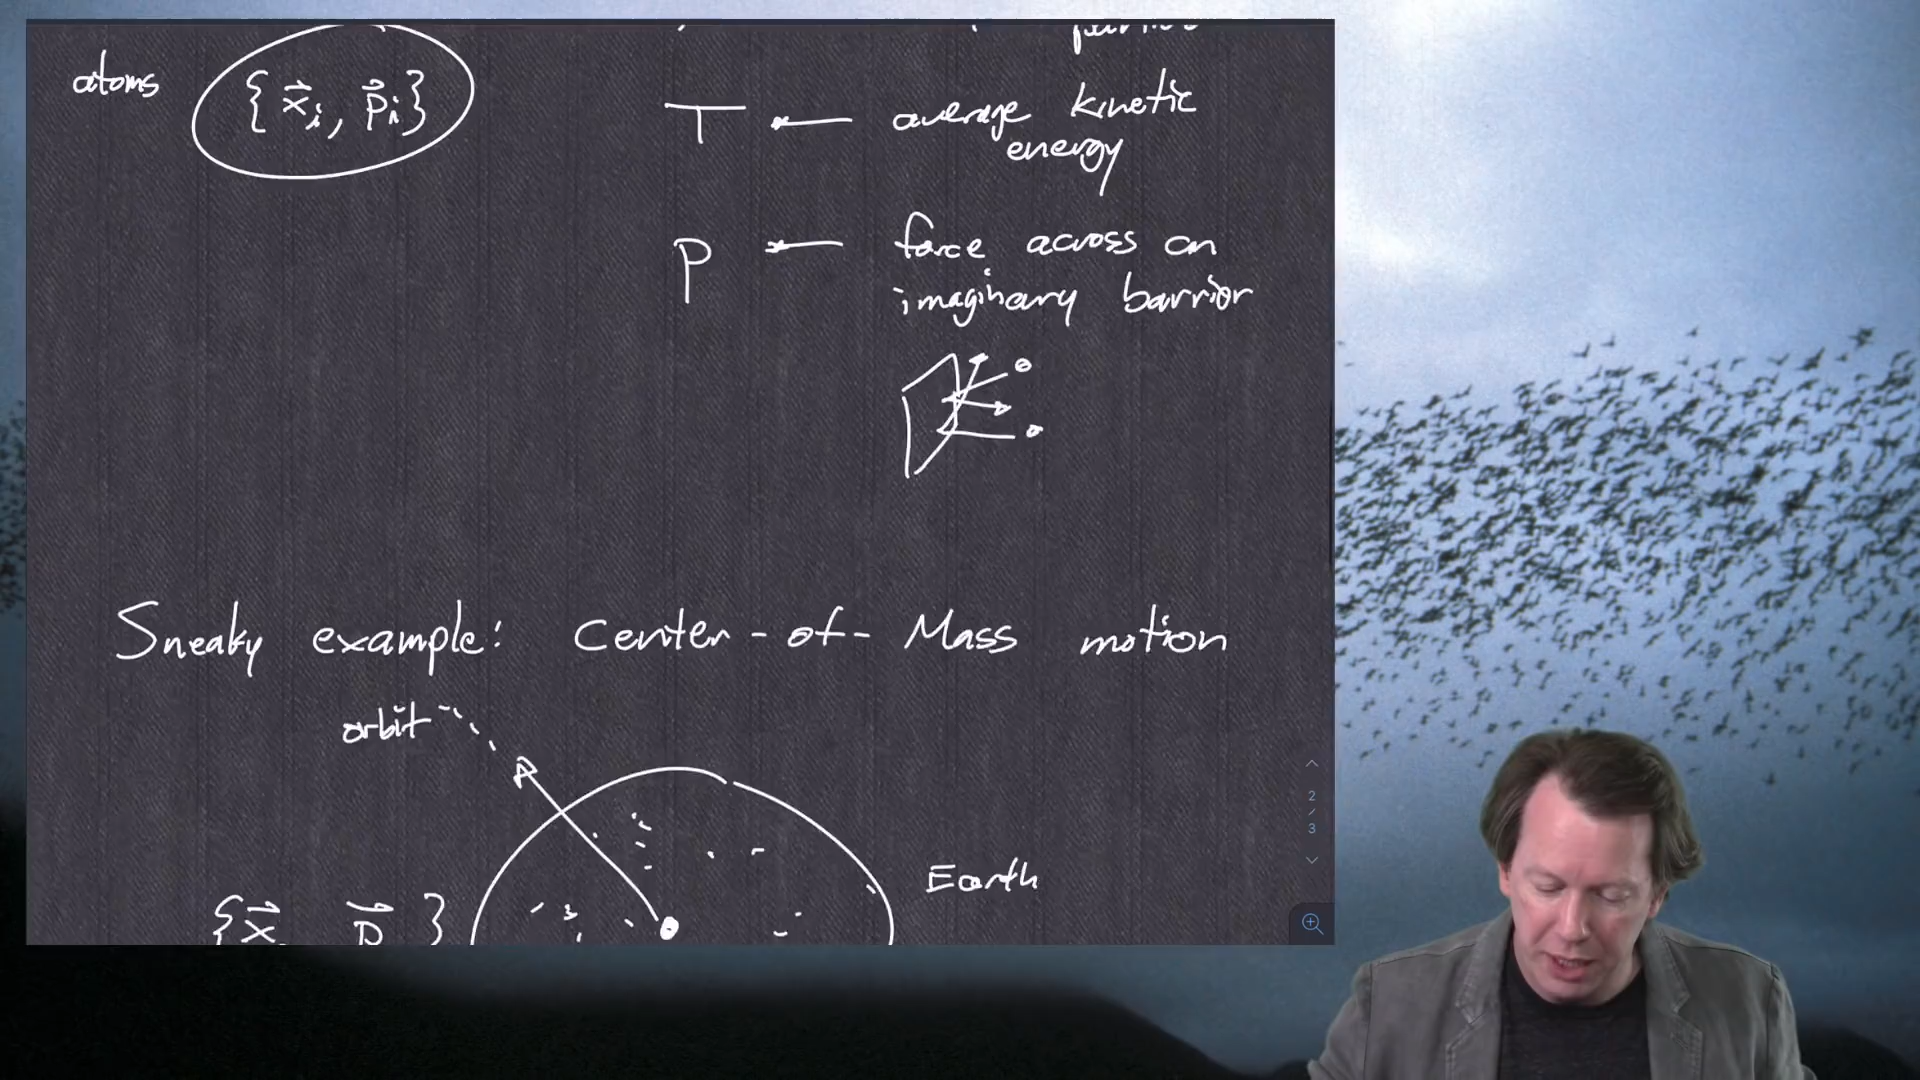 atoms {x⃗ᵢ, p⃗ᵢ}
T ← average kinetic
energy
P ← force across an
imaginary barrier
Sneaky example: Center-of-Mass motion
orbit
Earth
{x⃗ p⃗ }
2
/
3